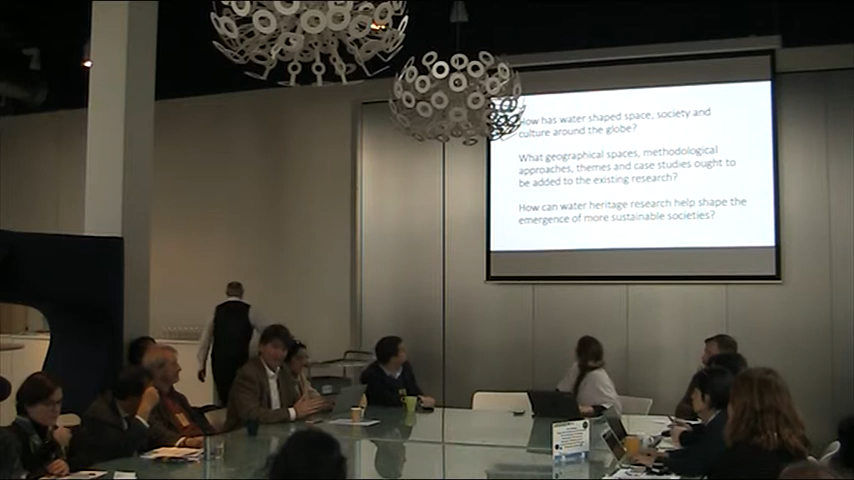 How has water shaped space, society and
culture around the globe?
What geographical spaces, methodological
approaches, themes and case studies ought to
be added to the existing research?
How can water heritage research help shape the
emergence of more sustainable societies?